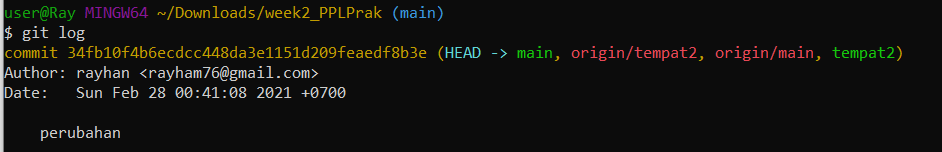 user@Ray MINGW64 ~/Downloads/week2_PPLPrak (main)
$ git log
commit 34fb10f4b6ecdcc448da3e1151d209feaedf8b3e (HEAD -> main, origin/tempat2, origin/main, tempat2)
Author: rayhan <rayham76@gmail.com>
Date:   Sun Feb 28 00:41:08 2021 +0700
    perubahan